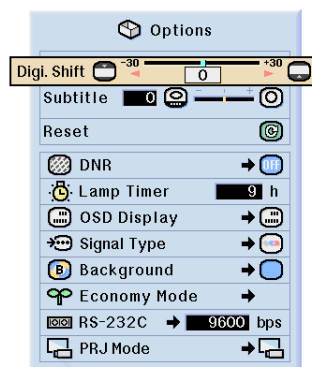 Options
Digi. Shift -30 0 +30
Subtitle 0 - +
Reset
DNR OFF
Lamp Timer 9 h
OSD Display
Signal Type
B Background
Economy Mode
RS-232C 9600 bps
PRJ Mode